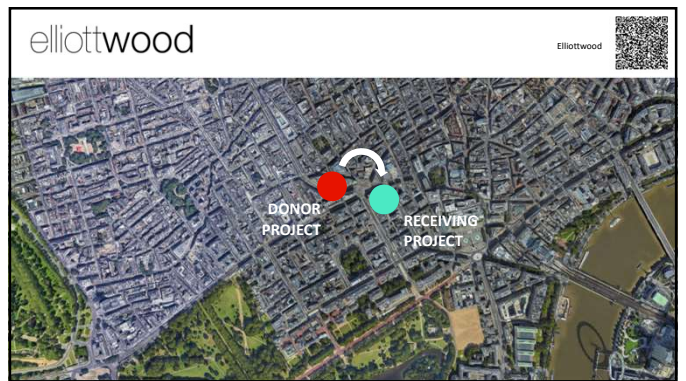 elliottwood
Elliottwood
DONOR
PROJECT
RECEIVING
PROJECT